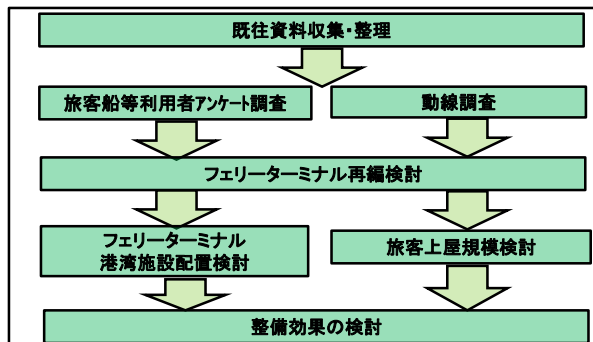 既往資料収集・整理
旅客船等利用者アンケート調査
動線調査
フェリーターミナル再編検討
フェリーターミナル
港湾施設配置検討
旅客上屋規模検討
整備効果の検討